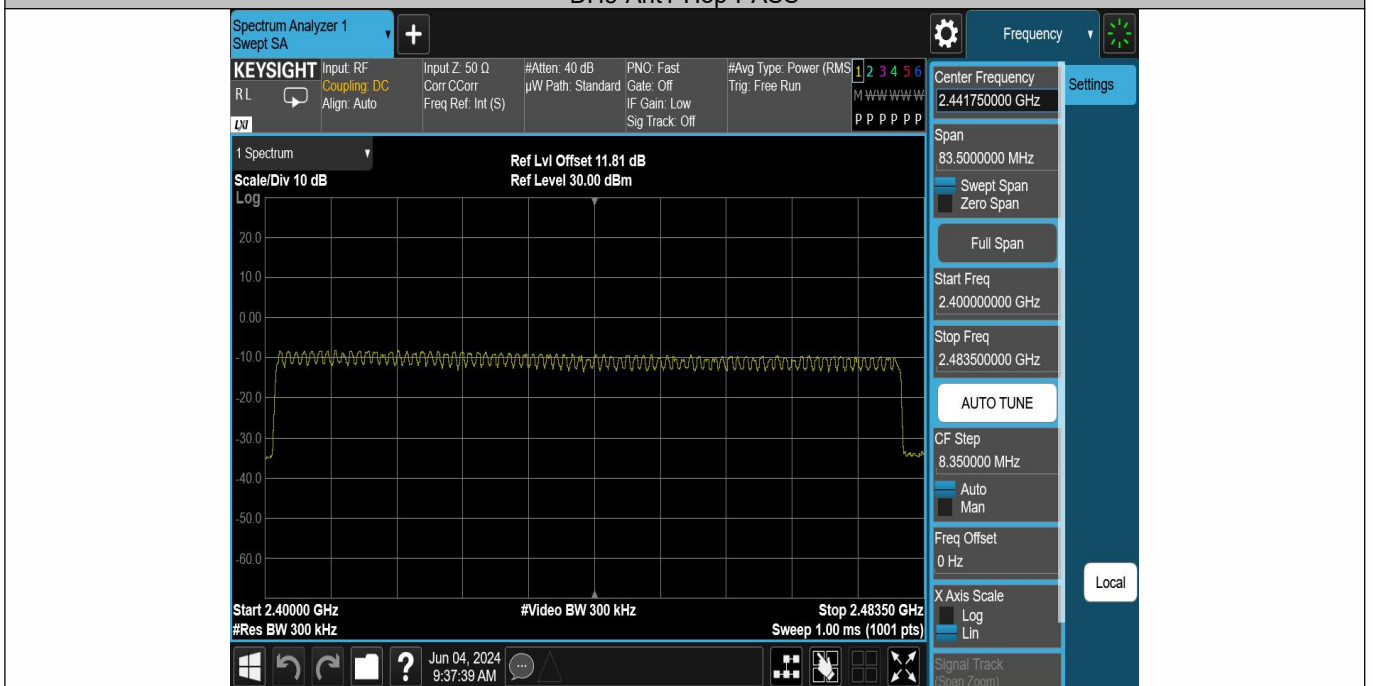 DH5-Ant1-Hop PASS
Spectrum Analyzer 1
Swept SA
Frequency
KEYSIGHT
RL
LXI
Input: RF
Coupling: DC
Align: Auto
Input Z: 50 Ω
Corr CCorr
Freq Ref: Int (S)
#Atten: 40 dB
µW Path: Standard
PNO: Fast
Gate: Off
IF Gain: Low
Sig Track: Off
#Avg Type: Power (RMS
Trig: Free Run
1 2 3 4 5 6
M W W W W W
P P P P P P
Center Frequency
2.441750000 GHz
Settings
Span
83.5000000 MHz
Swept Span
Zero Span
Full Span
Start Freq
2.400000000 GHz
Stop Freq
2.483500000 GHz
AUTO TUNE
CF Step
8.350000 MHz
Auto
Man
Freq Offset
0 Hz
X Axis Scale
Log
Lin
Signal Track
(Span Zoom)
Local
1 Spectrum
Scale/Div 10 dB
Ref Lvl Offset 11.81 dB
Ref Level 30.00 dBm
Log
20.0
10.0
0.00
-10.0
-20.0
-30.0
-40.0
-50.0
-60.0
Start 2.40000 GHz
#Video BW 300 kHz
Stop 2.48350 GHz
#Res BW 300 kHz
Sweep 1.00 ms (1001 pts)
?
Jun 04, 2024
9:37:39 AM